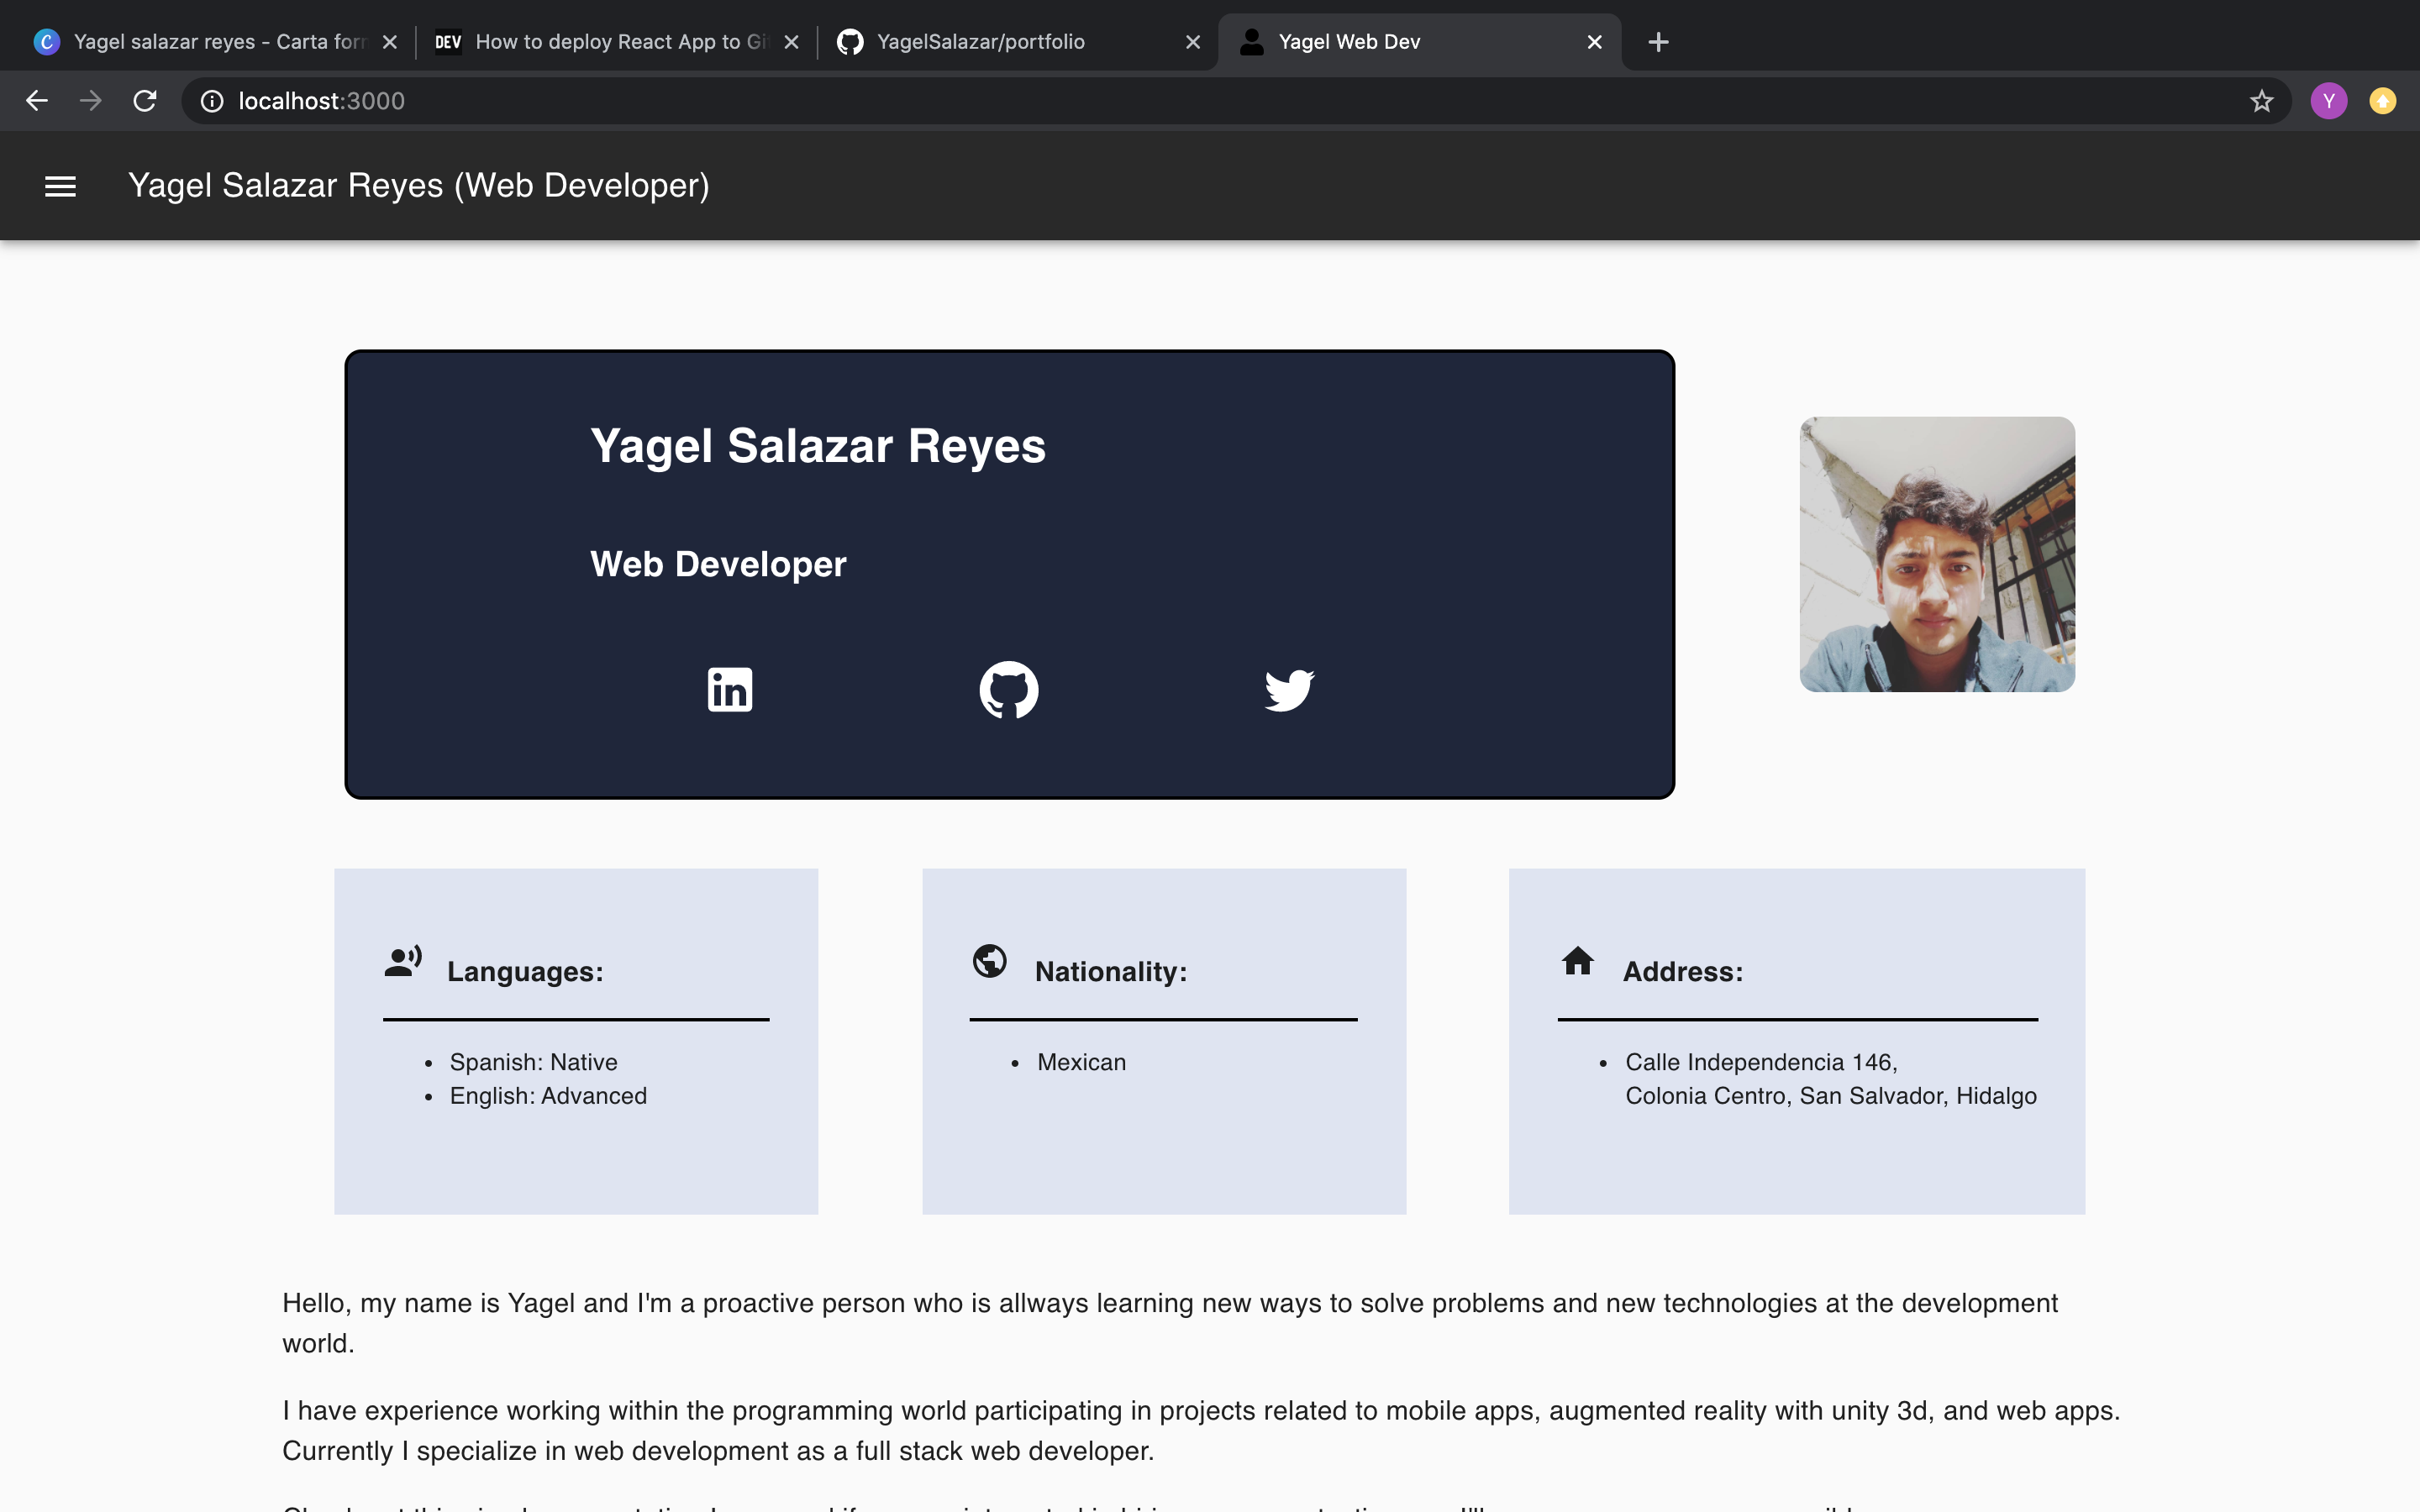 Yagel salazar reyes - Carta for
DEV How to deploy React App to Gi
YagelSalazar/portfolio
Yagel Web Dev
localhost:3000
Y
Yagel Salazar Reyes (Web Developer)
Yagel Salazar Reyes
Web Developer
in
Languages:
Spanish: Native
English: Advanced
Nationality:
Mexican
Address:
Calle Independencia 146,
Colonia Centro, San Salvador, Hidalgo
Hello, my name is Yagel and I'm a proactive person who is allways learning new ways to solve problems and new technologies at the development
world.
I have experience working within the programming world participating in projects related to mobile apps, augmented reality with unity 3d, and web apps.
Currently I specialize in web development as a full stack web developer.